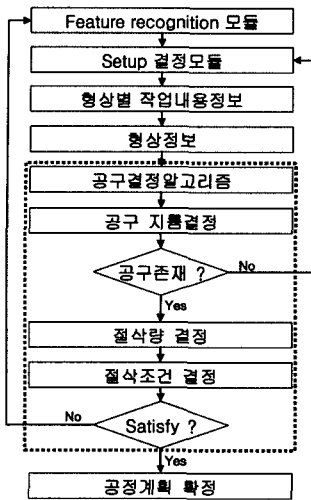 Feature recognition 모듈
Setup 결정모듈
형상별 작업내용정보
형상정보
공구결정알고리즘
공구 지름결정
공구존재 ?
No
Yes
절삭량 결정
절삭조건 결정
No
Satisfy ?
Yes
공정계획 확정